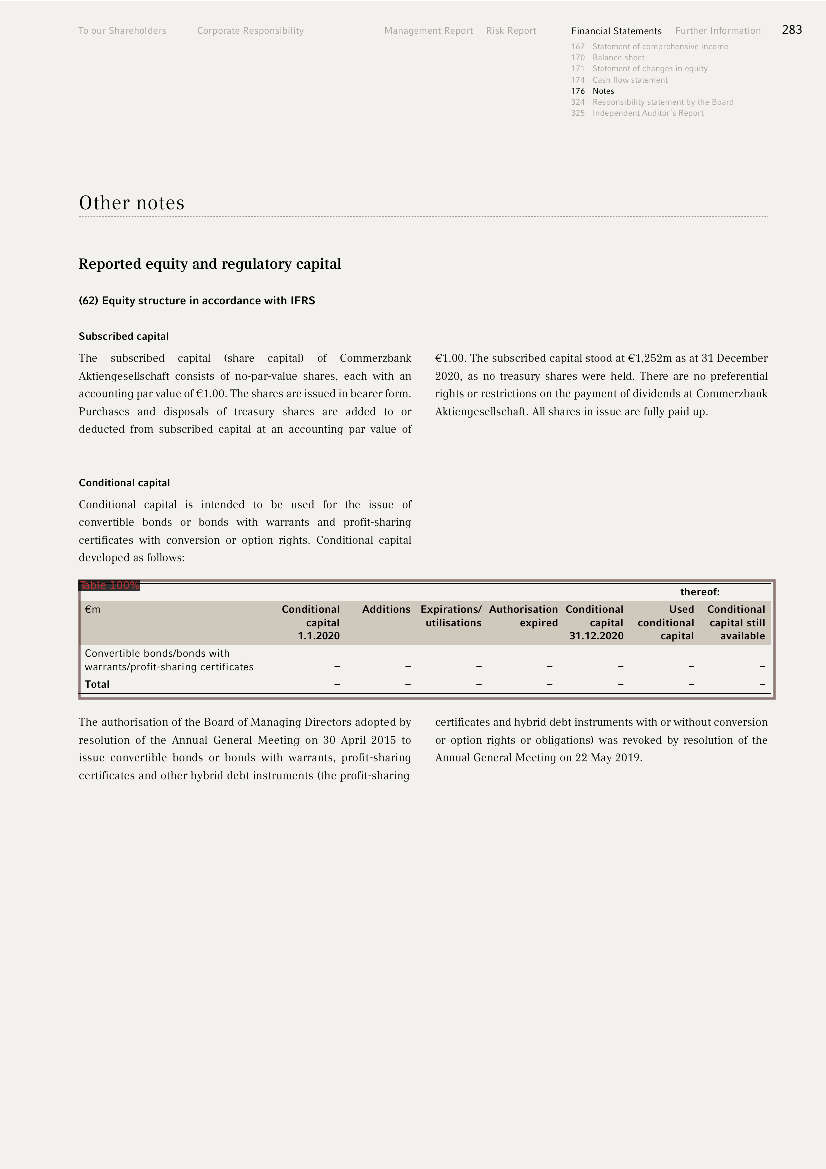 To our Shareholders Corporate Responsibility Management Report Risk Report Financial Statements Further Information 283
167 Statement of comprehensive income
170 Balance sheet
171 Statement of changes in equity
174 Cash flow statement
176 Notes
324 Responsibility statement by the Board
325 Independent Auditor's Report
Other notes
Reported equity and regulatory capital
(62) Equity structure in accordance with IFRS
Subscribed capital
The subscribed capital (share capital) of Commerzbank
Aktiengesellschaft consists of no-par-value shares, each with an
accounting par value of €1.00. The shares are issued in bearer form.
Purchases and disposals of treasury shares are added to or
deducted from subscribed capital at an accounting par value of
€1.00. The subscribed capital stood at €1,252m as at 31 December
2020, as no treasury shares were held. There are no preferential
rights or restrictions on the payment of dividends at Commerzbank
Aktiengesellschaft. All shares in issue are fully paid up.
Conditional capital
Conditional capital is intended to be used for the issue of
convertible bonds or bonds with warrants and profit-sharing
certificates with conversion or option rights. Conditional capital
developed as follows:
Table 100%
thereof:
€m Conditional Additions Expirations/ Authorisation Conditional Used Conditional
capital utilisations expired capital conditional capital still
1.1.2020 31.12.2020 capital available
Convertible bonds/bonds with
warrants/profit-sharing certificates – – – – – – –
Total – – – – – – –
The authorisation of the Board of Managing Directors adopted by
resolution of the Annual General Meeting on 30 April 2015 to
issue convertible bonds or bonds with warrants, profit-sharing
certificates and other hybrid debt instruments (the profit-sharing
certificates and hybrid debt instruments with or without conversion
or option rights or obligations) was revoked by resolution of the
Annual General Meeting on 22 May 2019.